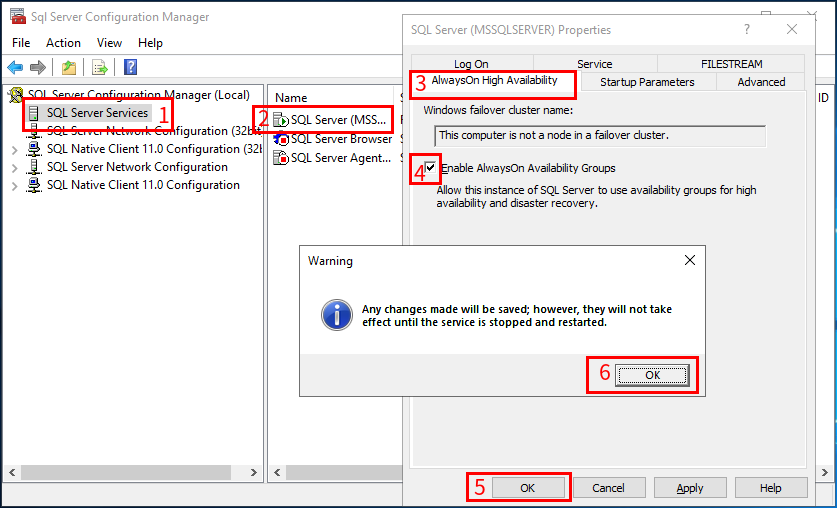 Sql Server Configuration Manager
File Action View Help
SQL Server Configuration Manager (Local)
SQL Server Services 1
SQL Server Network Configuration (32bit
SQL Native Client 11.0 Configuration (32
SQL Server Network Configuration
SQL Native Client 11.0 Configuration
Name
2 SQL Server (MSS...
SQL Server Browser
SQL Server Agent...
ID
SQL Server (MSSQLSERVER) Properties ?
Log On Service FILESTREAM
3 AlwaysOn High Availability Startup Parameters Advanced
Windows failover cluster name:
This computer is not a node in a failover cluster.
4 Enable AlwaysOn Availability Groups
Allow this instance of SQL Server to use availability groups for high
availability and disaster recovery.
Warning
Any changes made will be saved; however, they will not take
effect until the service is stopped and restarted.
6 OK
5 OK Cancel Apply Help